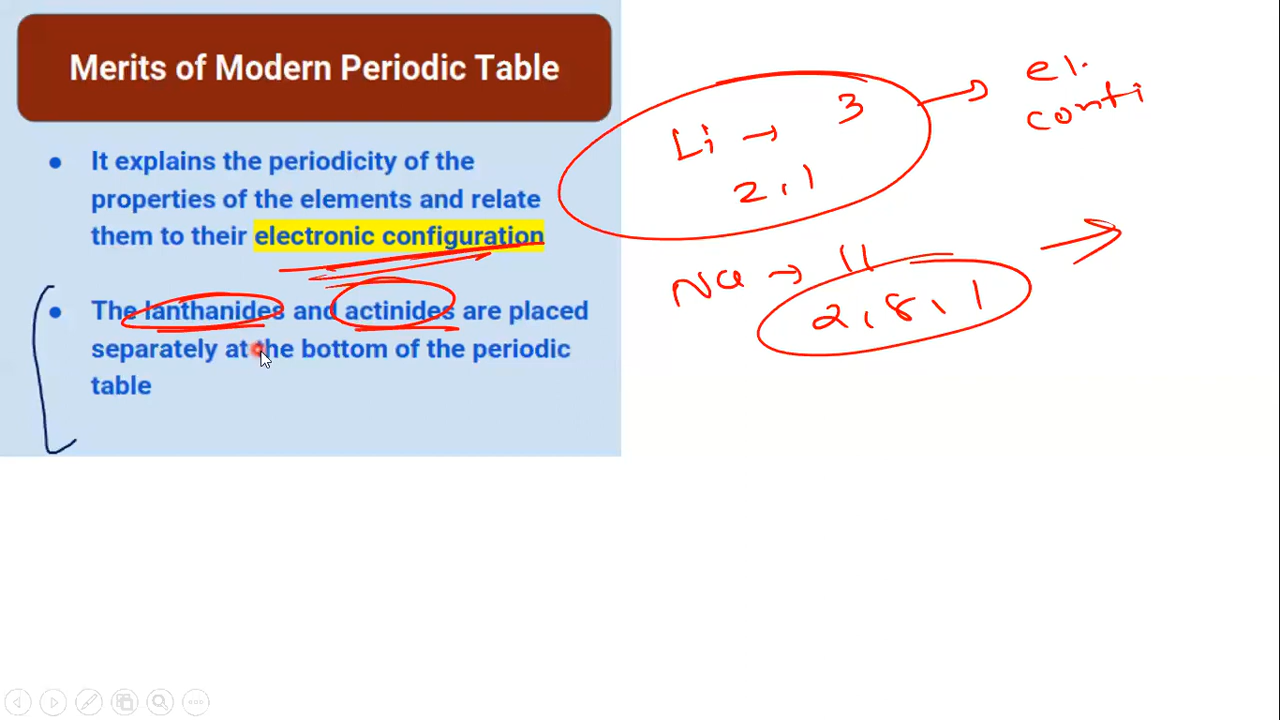 Merits of Modern Periodic Table
● It explains the periodicity of the
properties of the elements and relate
them to their electronic configuration
● The lanthanides and actinides are placed
separately at the bottom of the periodic
table
Li → 3
2, 1
el.
confi
Na → 11
2, 8, 1